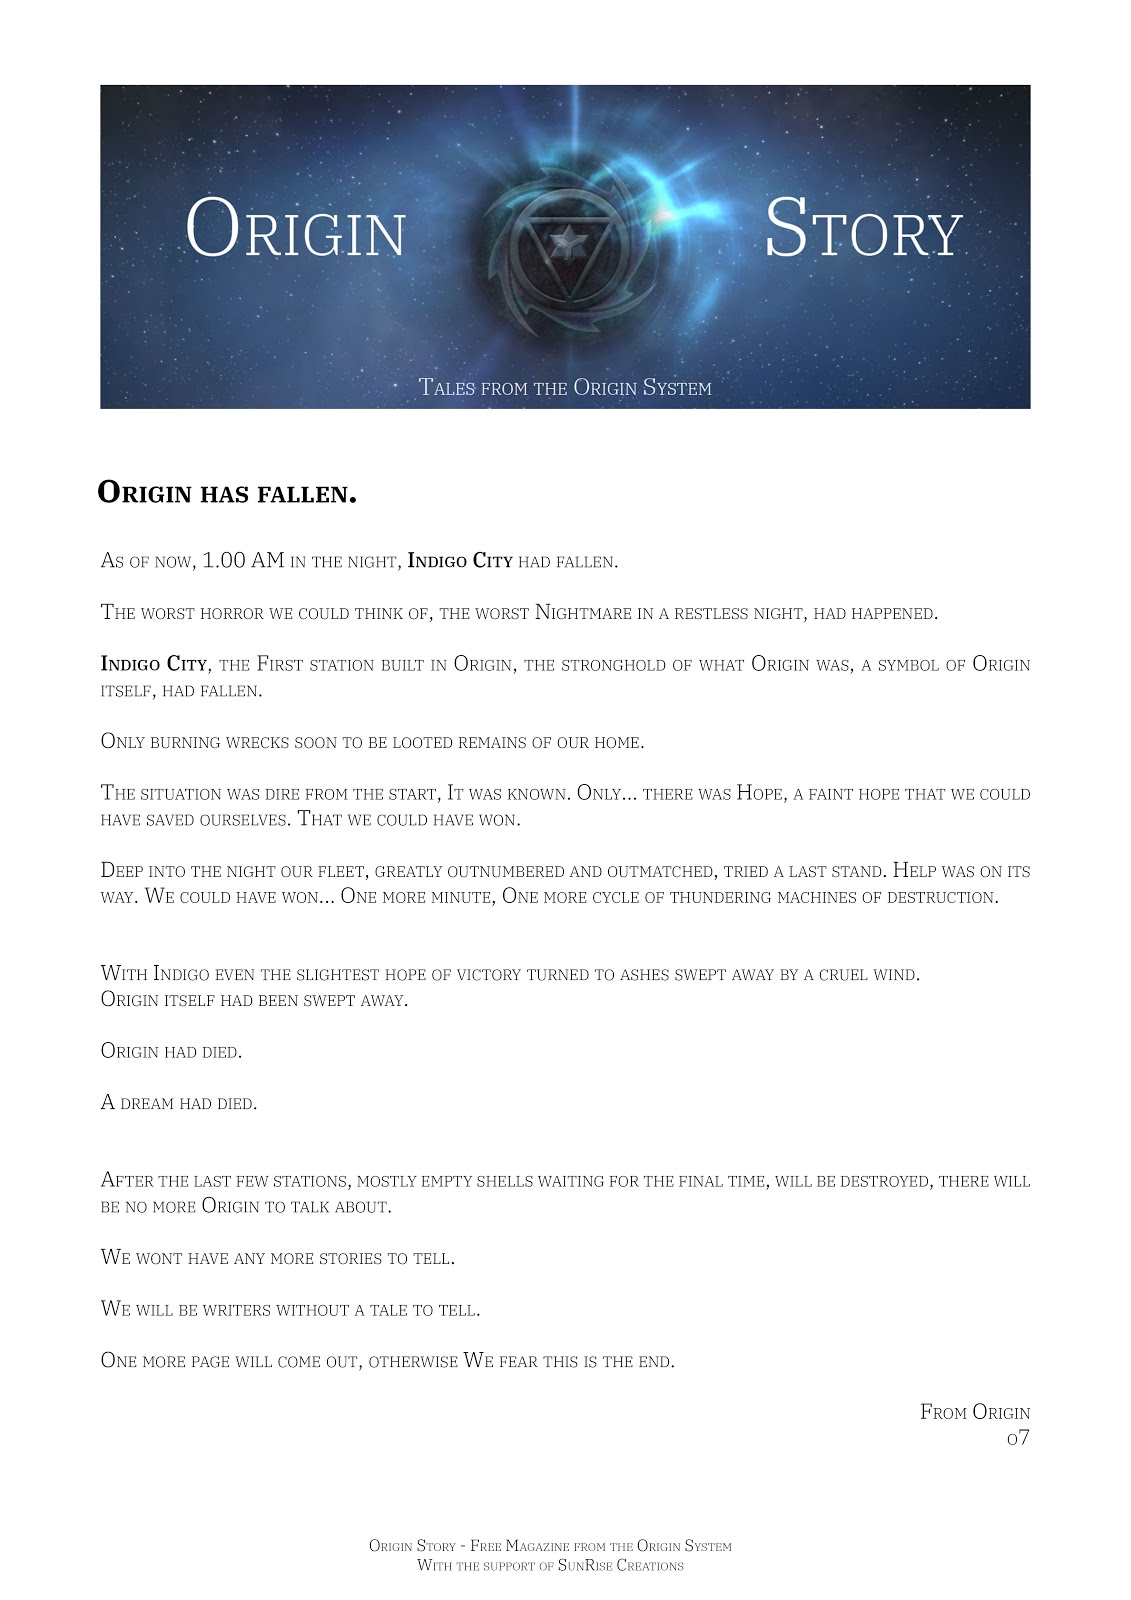 Origin Story
Tales from the Origin System
Origin has fallen.
As of now, 1.00 AM in the night, Indigo City had fallen.
The worst horror we could think of, the worst Nightmare in a restless night, had happened.
Indigo City, the First station built in Origin, the stronghold of what Origin was, a symbol of Origin
itself, had fallen.
Only burning wrecks soon to be looted remains of our home.
The situation was dire from the start, It was known. Only... there was Hope, a faint hope that we could
have saved ourselves. That we could have won.
Deep into the night our fleet, greatly outnumbered and outmatched, tried a last stand. Help was on its
way. We could have won... One more minute, One more cycle of thundering machines of destruction.
With Indigo even the slightest hope of victory turned to ashes swept away by a cruel wind.
Origin itself had been swept away.
Origin had died.
A dream had died.
After the last few stations, mostly empty shells waiting for the final time, will be destroyed, there will
be no more Origin to talk about.
We wont have any more stories to tell.
We will be writers without a tale to tell.
One more page will come out, otherwise We fear this is the end.
From Origin
o7
Origin Story - Free Magazine from the Origin System
With the support of SunRise Creations